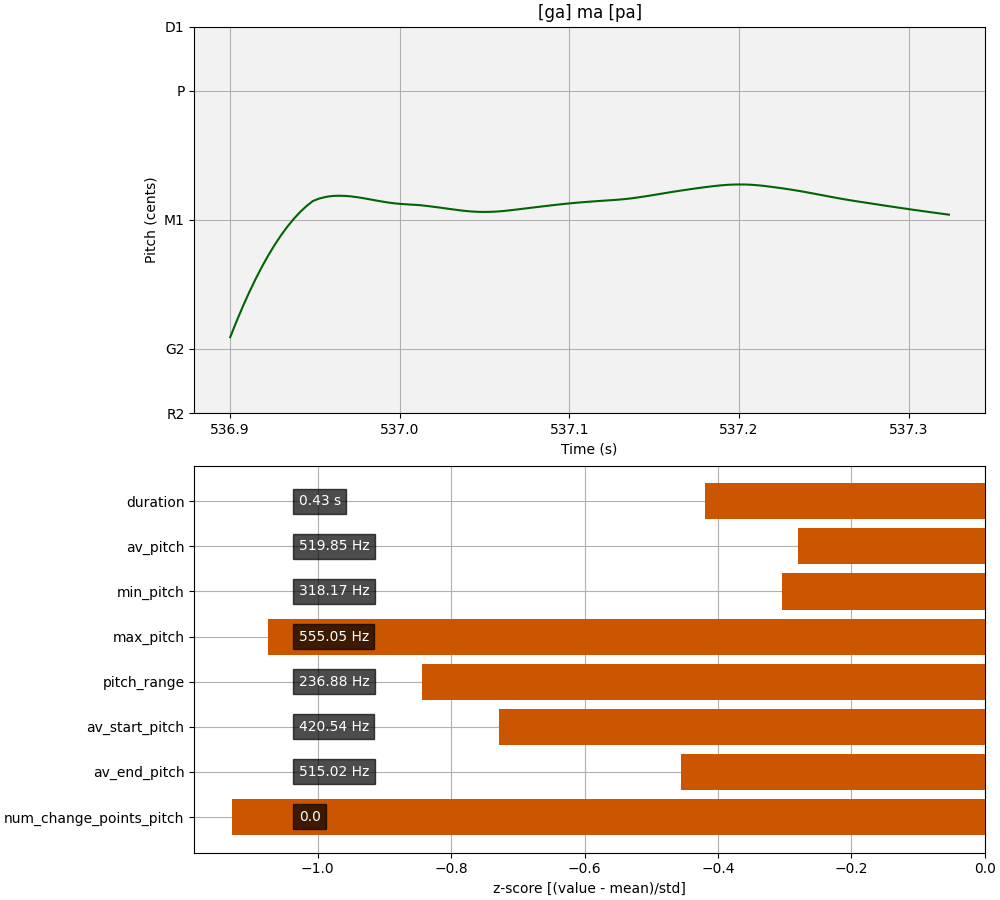 [ga] ma [pa]
D1
P
M1
G2
R2
Pitch (cents)
536.9 537.0 537.1 537.2 537.3
Time (s)
duration 0.43 s
av_pitch 519.85 Hz
min_pitch 318.17 Hz
max_pitch 555.05 Hz
pitch_range 236.88 Hz
av_start_pitch 420.54 Hz
av_end_pitch 515.02 Hz
num_change_points_pitch 0.0
−1.0 −0.8 −0.6 −0.4 −0.2 0.0
z-score [(value - mean)/std]